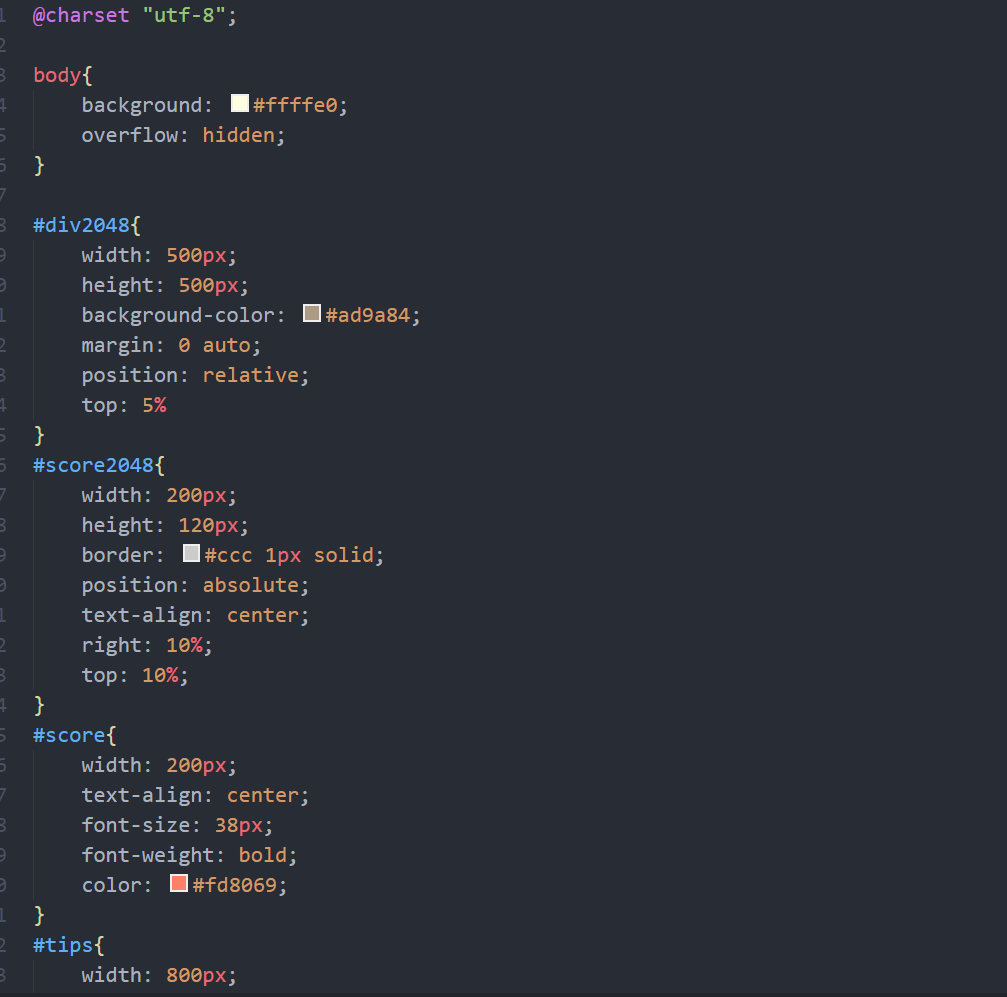 1 @charset "utf-8";
2
3 body{
4 background: #ffffe0;
5 overflow: hidden;
6 }
7
8 #div2048{
9 width: 500px;
0 height: 500px;
1 background-color: #ad9a84;
2 margin: 0 auto;
3 position: relative;
4 top: 5%
5 }
6 #score2048{
7 width: 200px;
8 height: 120px;
9 border: #ccc 1px solid;
0 position: absolute;
1 text-align: center;
2 right: 10%;
3 top: 10%;
4 }
5 #score{
6 width: 200px;
7 text-align: center;
8 font-size: 38px;
9 font-weight: bold;
0 color: #fd8069;
1 }
2 #tips{
3 width: 800px;